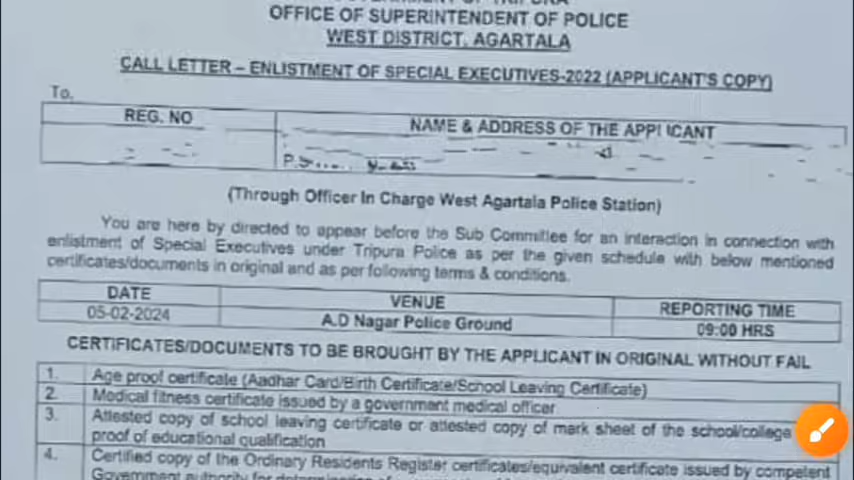 OFFICE OF SUPERINTENDENT OF POLICE
WEST DISTRICT, AGARTALA
CALL LETTER – ENLISTMENT OF SPECIAL EXECUTIVES-2022 (APPLICANT'S COPY)
To,
REG. NO
NAME & ADDRESS OF THE APPLICANT
(Through Officer In Charge West Agartala Police Station)
You are here by directed to appear before the Sub Committee for an interaction in connection with
enlistment of Special Executives under Tripura Police as per the given schedule with below mentioned
certificates/documents in original and as per following terms & conditions.
DATE VENUE REPORTING TIME
05-02-2024 A.D Nagar Police Ground 09:00 HRS
CERTIFICATES/DOCUMENTS TO BE BROUGHT BY THE APPLICANT IN ORIGINAL WITHOUT FAIL
1. Age proof certificate (Aadhar Card/Birth Certificate/School Leaving Certificate)
2. Medical fitness certificate issued by a government medical officer
3. Attested copy of school leaving certificate or attested copy of mark sheet of the school/college
proof of educational qualification
4. Certified copy of the Ordinary Residents Register certificates/equivalent certificate issued by competent
Government authority for